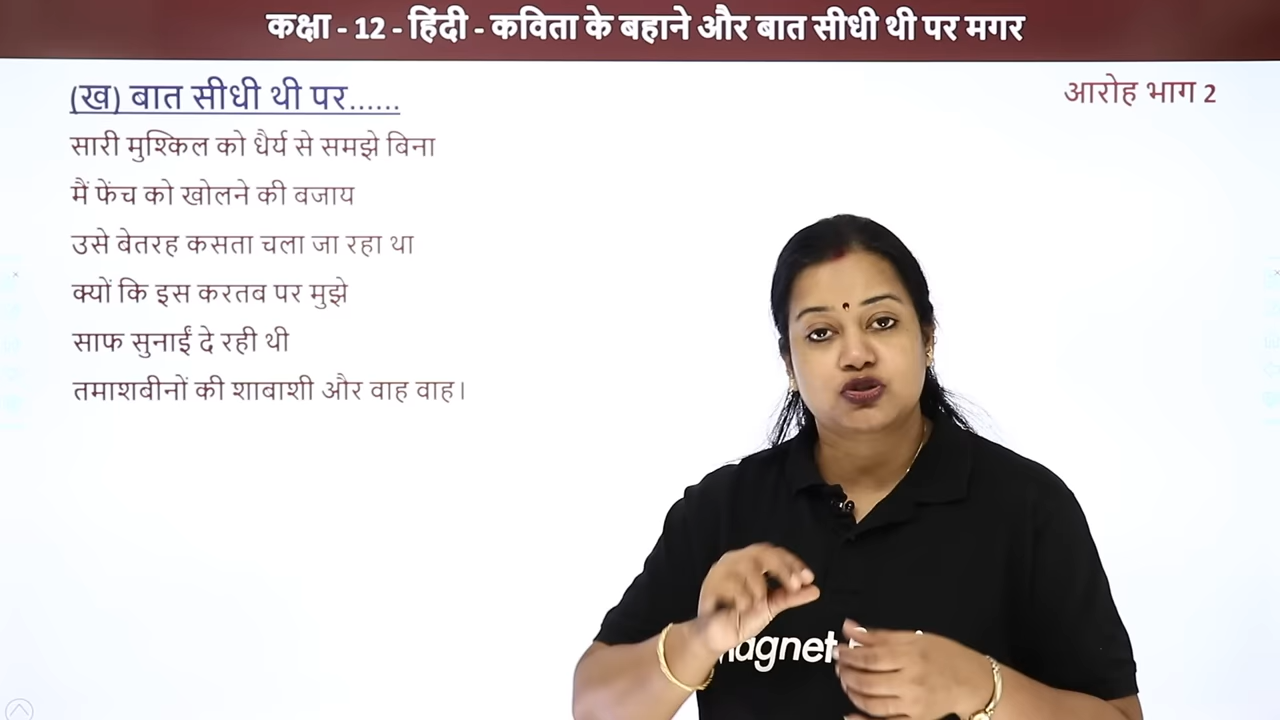 कक्षा - 12 - हिंदी - कविता के बहाने और बात सीधी थी पर मगर
(ख) बात सीधी थी पर......
आरोह भाग 2
सारी मुश्किल को धैर्य से समझे बिना
मैं फेंच को खोलने की बजाय
उसे बेतरह कसता चला जा रहा था
क्यों कि इस करतब पर मुझे
साफ सुनाईं दे रही थी
तमाशबीनों की शाबाशी और वाह वाह।